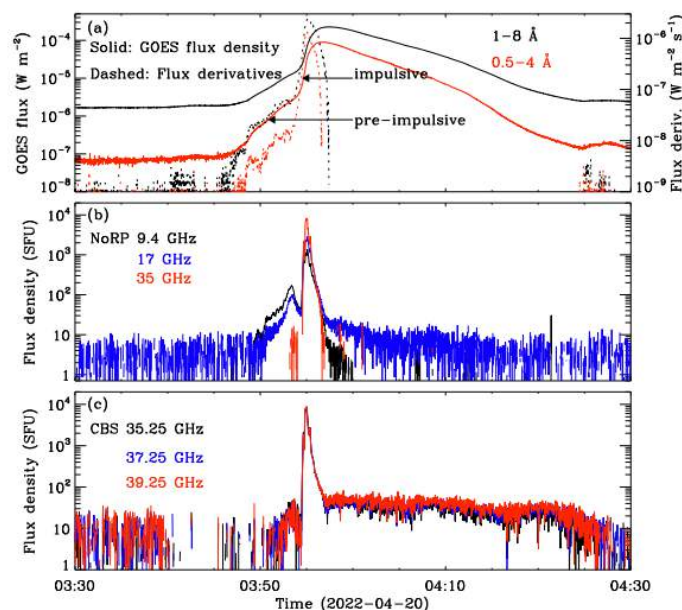 (a)
Solid: GOES flux density
1-8 Å
0.5-4 Å
Dashed: Flux derivatives
impulsive
pre-impulsive
GOES flux (W m⁻²)
10⁻⁴
10⁻⁵
10⁻⁶
10⁻⁷
10⁻⁸
10⁻⁶
10⁻⁷
10⁻⁸
10⁻⁹
Flux deriv. (W m⁻² s⁻¹)
(b)
NoRP 9.4 GHz
17 GHz
35 GHz
Flux density (SFU)
10⁴
10³
10²
10
1
(c)
CBS 35.25 GHz
37.25 GHz
39.25 GHz
Flux density (SFU)
10⁴
10³
10²
10
1
03:30
03:50
04:10
04:30
Time (2022-04-20)